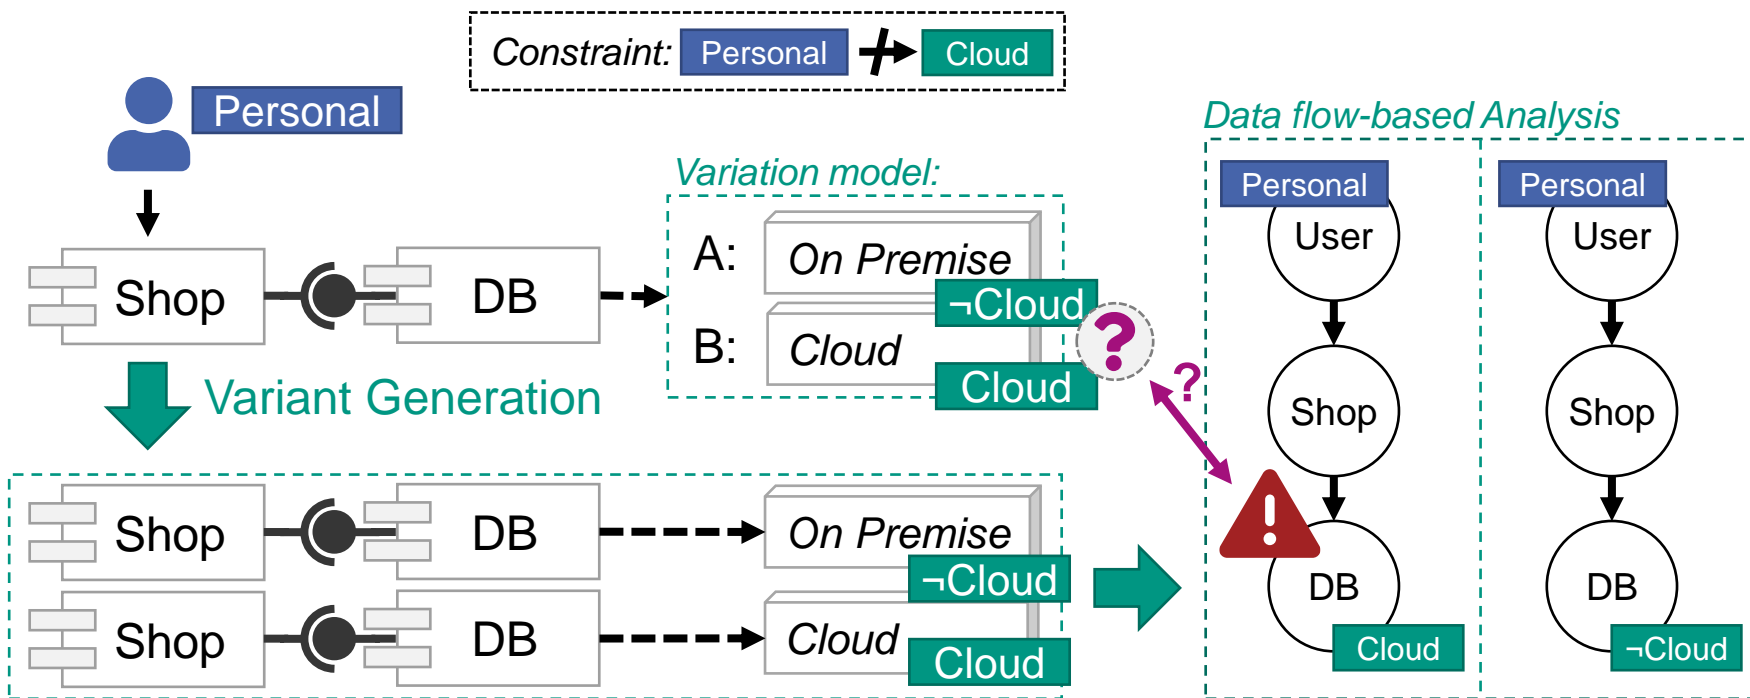 Constraint: Personal Cloud
Personal
Shop
DB
Variation model:
A: On Premise
¬Cloud
B: Cloud
Cloud
?
?
Variant Generation
Shop
DB
On Premise
¬Cloud
Shop
DB
Cloud
Cloud
Data flow-based Analysis
Personal
User
Shop
!
DB
Cloud
Personal
User
Shop
DB
¬Cloud